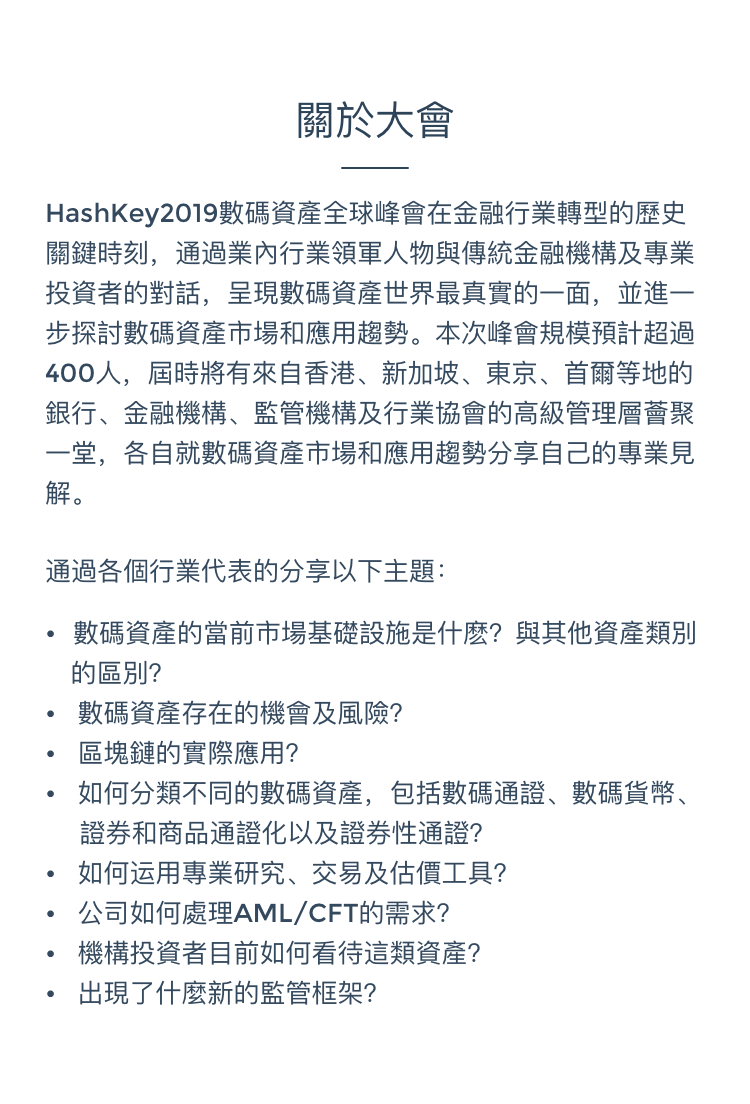 關於大會
HashKey2019數碼資產全球峰會在金融行業轉型的歷史
關鍵時刻，通過業內行業領軍人物與傳統金融機構及專業
投資者的對話，呈現數碼資產世界最真實的一面，並進一
步探討數碼資產市場和應用趨勢。本次峰會規模預計超過
400人，屆時將有來自香港、新加坡、東京、首爾等地的
銀行、金融機構、監管機構及行業協會的高級管理層薈聚
一堂，各自就數碼資產市場和應用趨勢分享自己的專業見
解。
通過各個行業代表的分享以下主題：
• 數碼資產的當前市場基礎設施是什麽？與其他資產類別
的區別？
• 數碼資產存在的機會及風險？
• 區塊鏈的實際應用？
• 如何分類不同的數碼資產，包括數碼通證、數碼貨幣、
證券和商品通證化以及證券性通證？
• 如何运用專業研究、交易及估價工具？
• 公司如何處理AML/CFT的需求？
• 機構投資者目前如何看待這類資產？
• 出現了什麼新的監管框架？